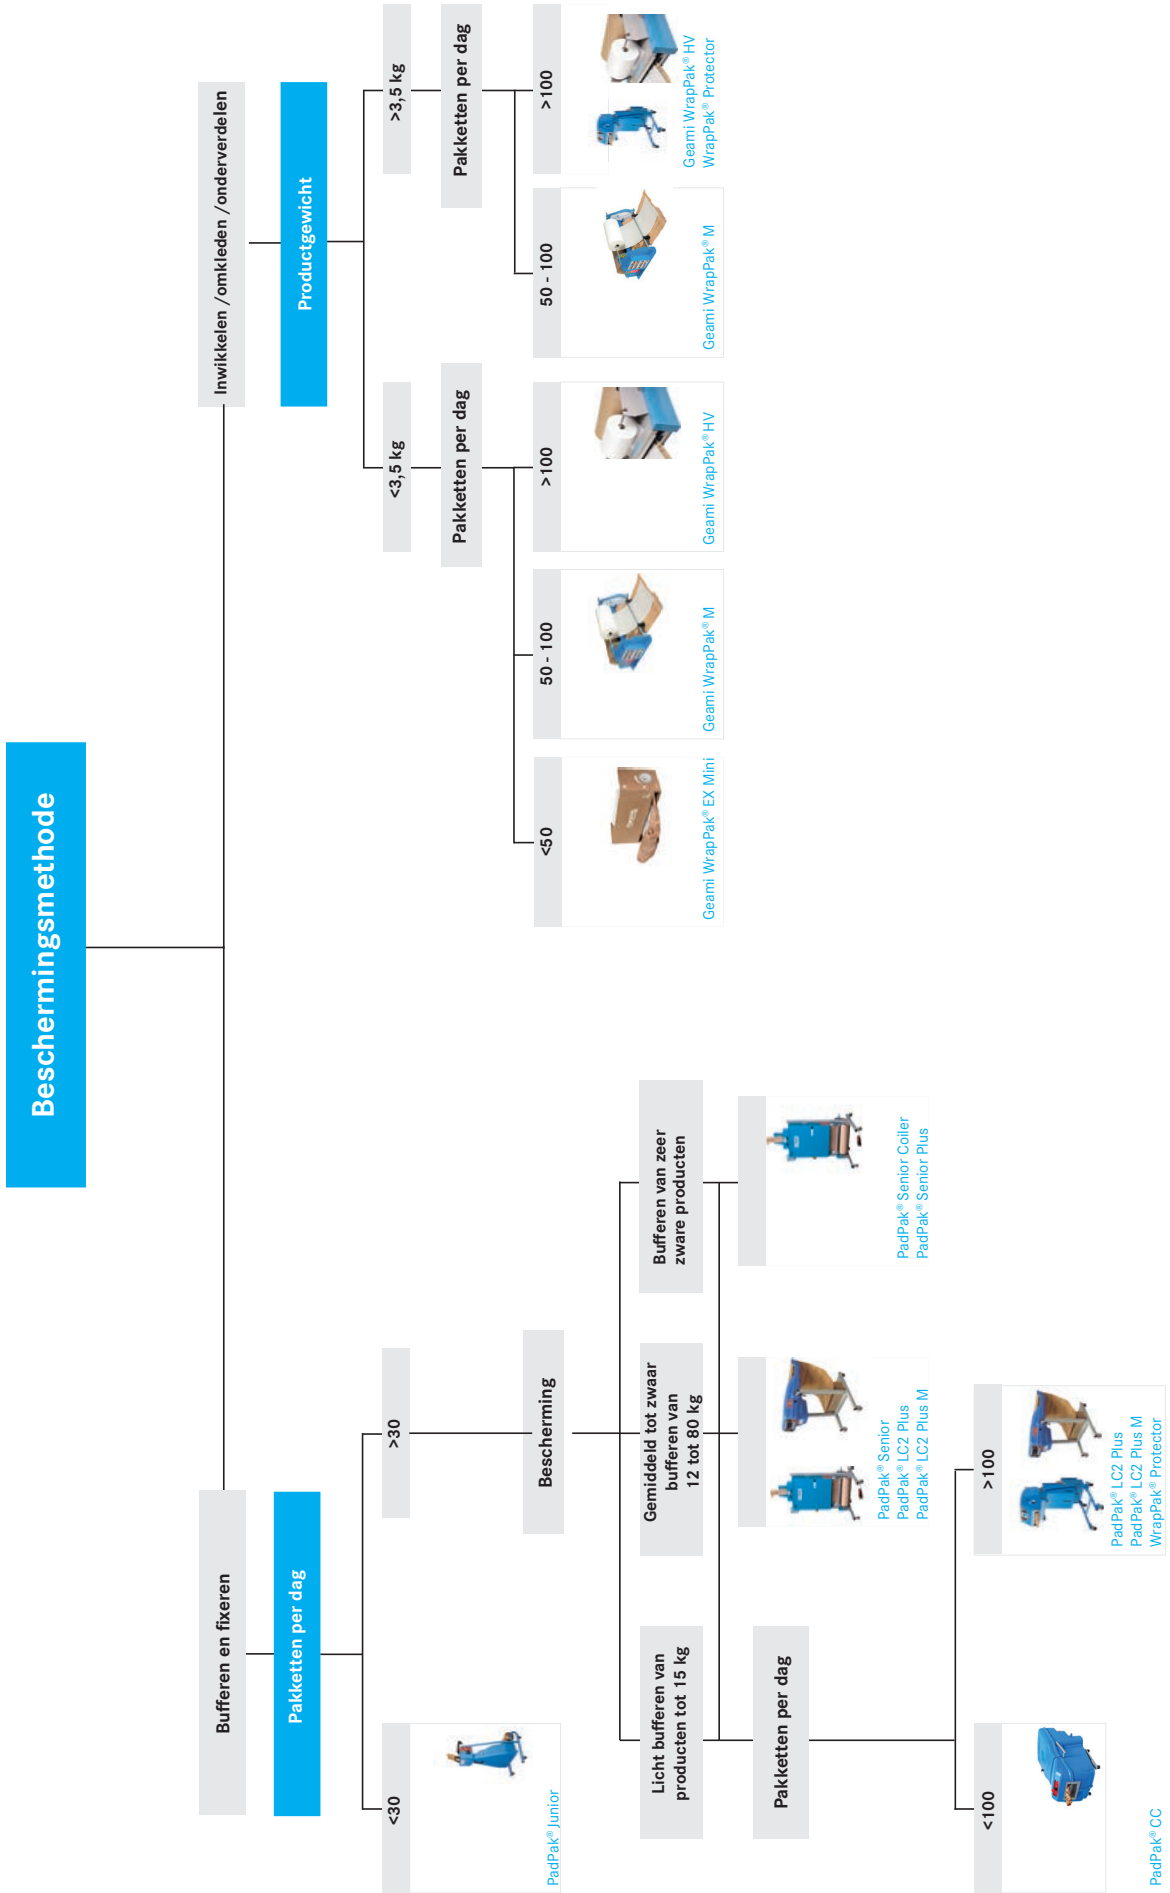 Beschermingsmethode
Bufferen en fixeren
Pakketten per dag
<30
PadPak® Junior
>30
Bescherming
Licht bufferen van
producten tot 15 kg
Pakketten per dag
<100
PadPak® CC
>100
PadPak® LC2 Plus
PadPak® LC2 Plus M
WrapPak® Protector
Gemiddeld tot zwaar
bufferen van
12 tot 80 kg
PadPak® Senior
PadPak® LC2 Plus
PadPak® LC2 Plus M
Bufferen van zeer
zware producten
PadPak® Senior Coiler
PadPak® Senior Plus
Inwikkelen /omkleden /onderverdelen
Productgewicht
<3,5 kg
Pakketten per dag
<50
Geami WrapPak® EX Mini
50 - 100
Geami WrapPak® M
>100
Geami WrapPak® HV
>3,5 kg
Pakketten per dag
50 - 100
Geami WrapPak® M
>100
Geami WrapPak® HV
WrapPak® Protector